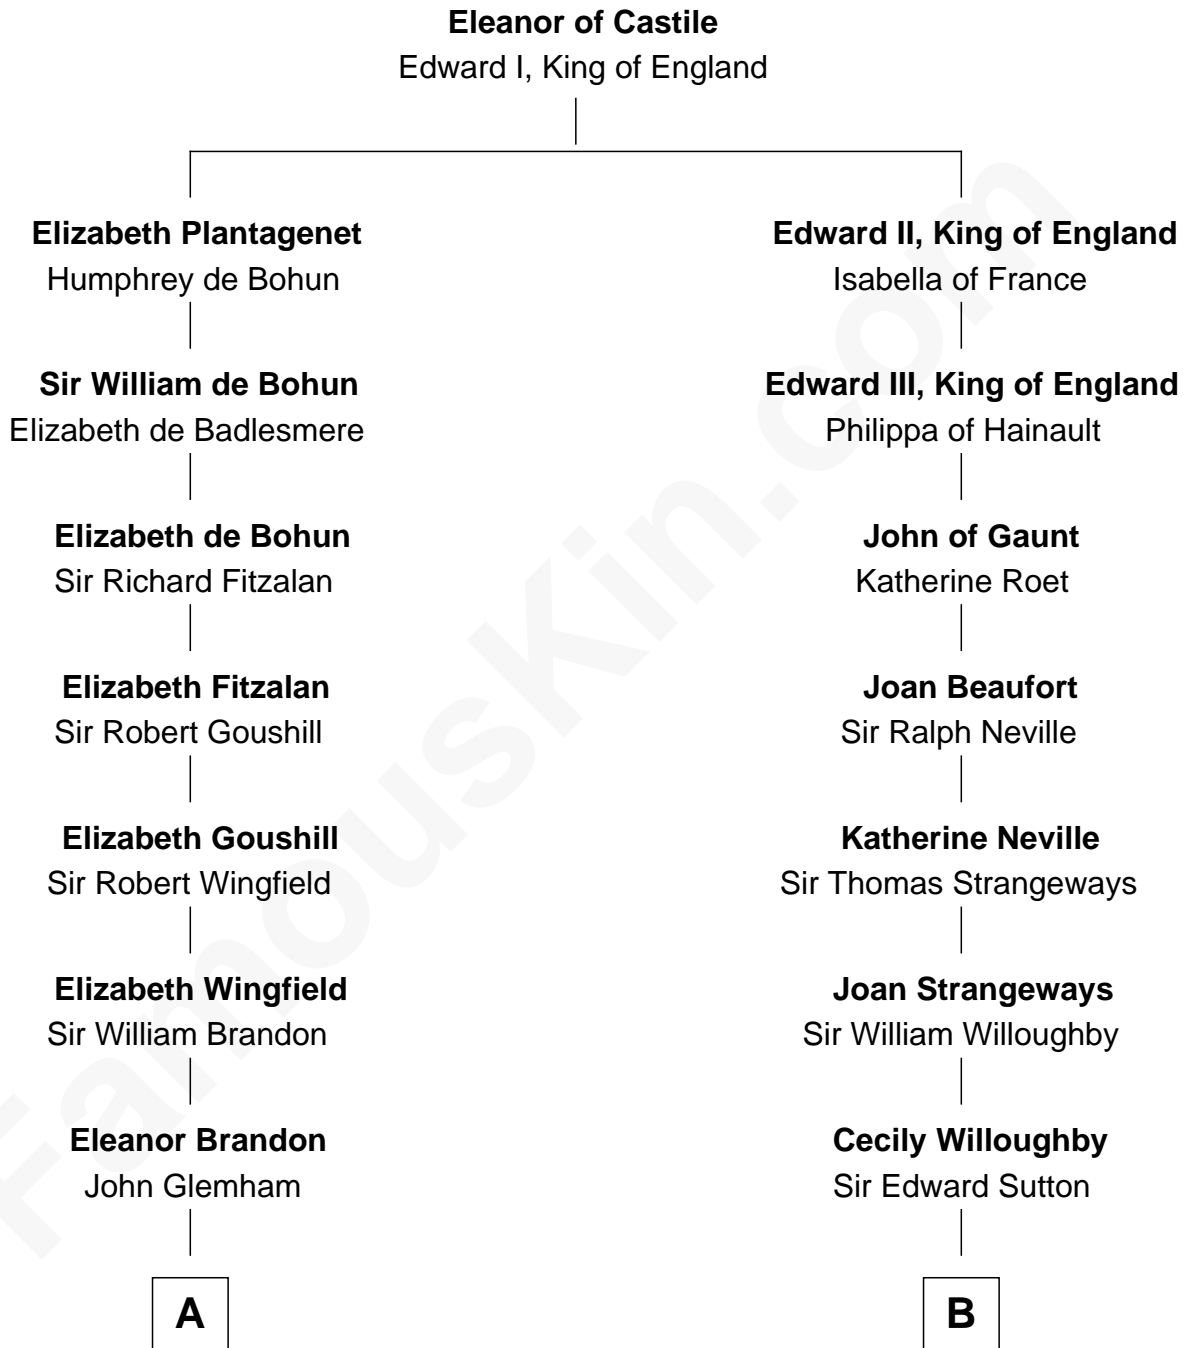 Eleanor of Castile
Edward I, King of England
Elizabeth Plantagenet
Humphrey de Bohun
Edward II, King of England
Isabella of France
Sir William de Bohun
Elizabeth de Badlesmere
Edward III, King of England
Philippa of Hainault
Elizabeth de Bohun
Sir Richard Fitzalan
John of Gaunt
Katherine Roet
Elizabeth Fitzalan
Sir Robert Goushill
Joan Beaufort
Sir Ralph Neville
Elizabeth Goushill
Sir Robert Wingfield
Katherine Neville
Sir Thomas Strangeways
Elizabeth Wingfield
Sir William Brandon
Joan Strangeways
Sir William Willoughby
Eleanor Brandon
John Glemham
Cecily Willoughby
Sir Edward Sutton
A
B
FamousKin.com